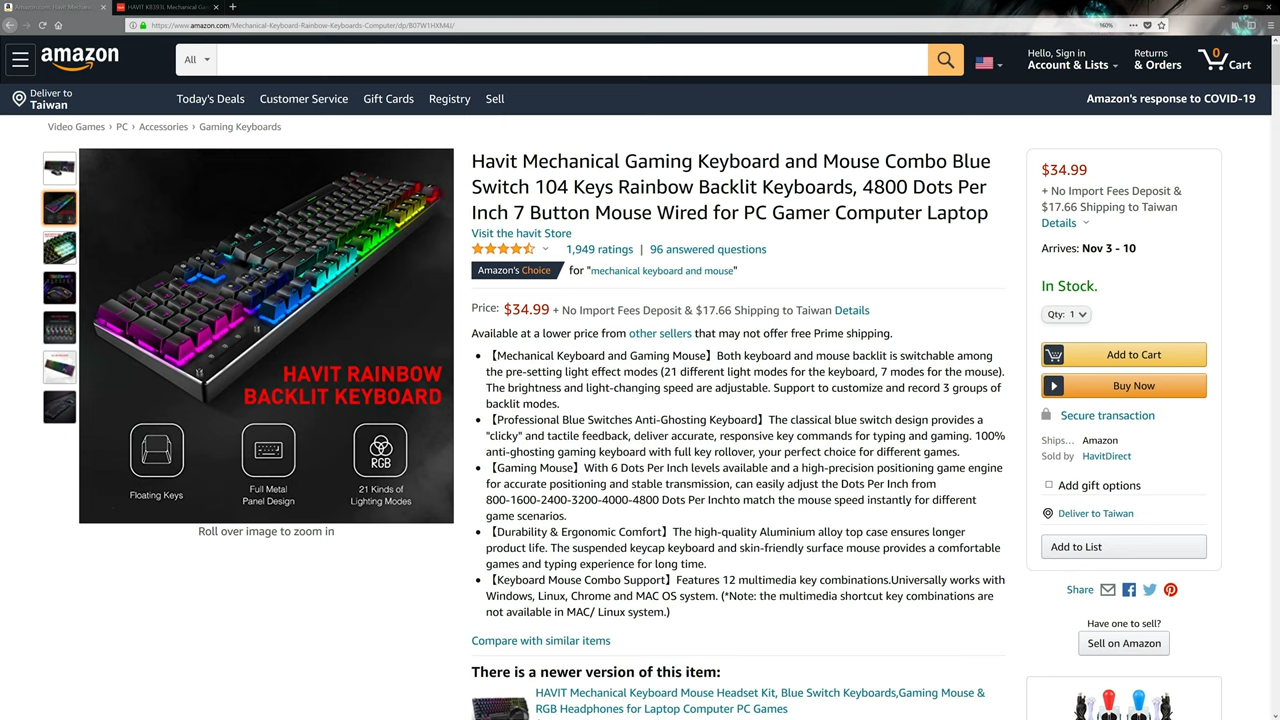 Amazon.com: Havit Mechanic
HAVIT KB393L Mechanical Gam
https://www.amazon.com/Mechanical-Keyboard-Rainbow-Keyboards-Computer/dp/B07W1HXM4J/
160%
amazon
All
Hello, Sign in
Account & Lists
Returns
& Orders
0
Cart
Deliver to
Taiwan
Today's Deals
Customer Service
Gift Cards
Registry
Sell
Amazon's response to COVID-19
Video Games › PC › Accessories › Gaming Keyboards
HAVIT RAINBOW
BACKLIT KEYBOARD
Floating Keys
Full Metal
Panel Design
RGB
21 Kinds of
Lighting Modes
Roll over image to zoom in
Havit Mechanical Gaming Keyboard and Mouse Combo Blue
Switch 104 Keys Rainbow Backlit Keyboards, 4800 Dots Per
Inch 7 Button Mouse Wired for PC Gamer Computer Laptop
Visit the havit Store
1,949 ratings | 96 answered questions
Amazon's Choice for "mechanical keyboard and mouse"
Price: $34.99 + No Import Fees Deposit & $17.66 Shipping to Taiwan Details
Available at a lower price from other sellers that may not offer free Prime shipping.
• 【Mechanical Keyboard and Gaming Mouse】Both keyboard and mouse backlit is switchable among
the pre-setting light effect modes (21 different light modes for the keyboard, 7 modes for the mouse).
The brightness and light-changing speed are adjustable. Support to customize and record 3 groups of
backlit modes.
• 【Professional Blue Switches Anti-Ghosting Keyboard】The classical blue switch design provides a
"clicky" and tactile feedback, deliver accurate, responsive key commands for typing and gaming. 100%
anti-ghosting gaming keyboard with full key rollover, your perfect choice for different games.
• 【Gaming Mouse】With 6 Dots Per Inch levels available and a high-precision positioning game engine
for accurate positioning and stable transmission, can easily adjust the Dots Per Inch from
800-1600-2400-3200-4000-4800 Dots Per Inchto match the mouse speed instantly for different
game scenarios.
• 【Durability & Ergonomic Comfort】The high-quality Aluminium alloy top case ensures longer
product life. The suspended keycap keyboard and skin-friendly surface mouse provides a comfortable
games and typing experience for long time.
• 【Keyboard Mouse Combo Support】Features 12 multimedia key combinations.Universally works with
Windows, Linux, Chrome and MAC OS system. (*Note: the multimedia shortcut key combinations are
not available in MAC/ Linux system.)
Compare with similar items
There is a newer version of this item:
HAVIT Mechanical Keyboard Mouse Headset Kit, Blue Switch Keyboards,Gaming Mouse &
RGB Headphones for Laptop Computer PC Games
$34.99
+ No Import Fees Deposit &
$17.66 Shipping to Taiwan
Details
Arrives: Nov 3 - 10
In Stock.
Qty: 1
Add to Cart
Buy Now
Secure transaction
Ships... Amazon
Sold by HavitDirect
Add gift options
Deliver to Taiwan
Add to List
Share
Have one to sell?
Sell on Amazon